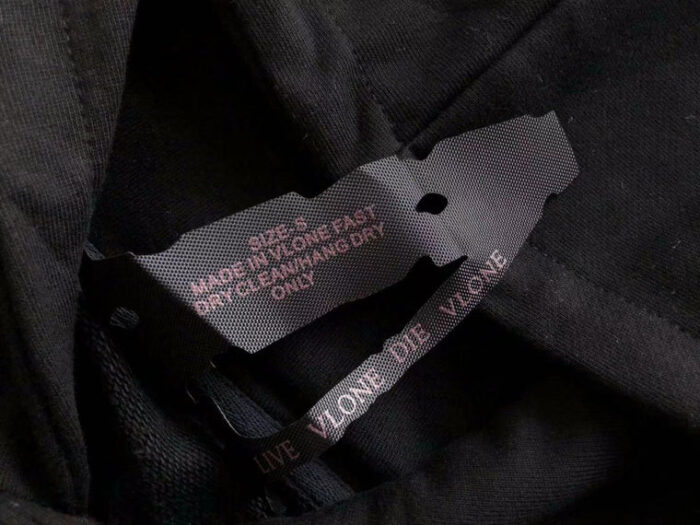 SIZE-S
MADE IN VLONE FAST
DRY CLEAN/HANG DRY
ONLY
LIVE VLONE DIE VLONE